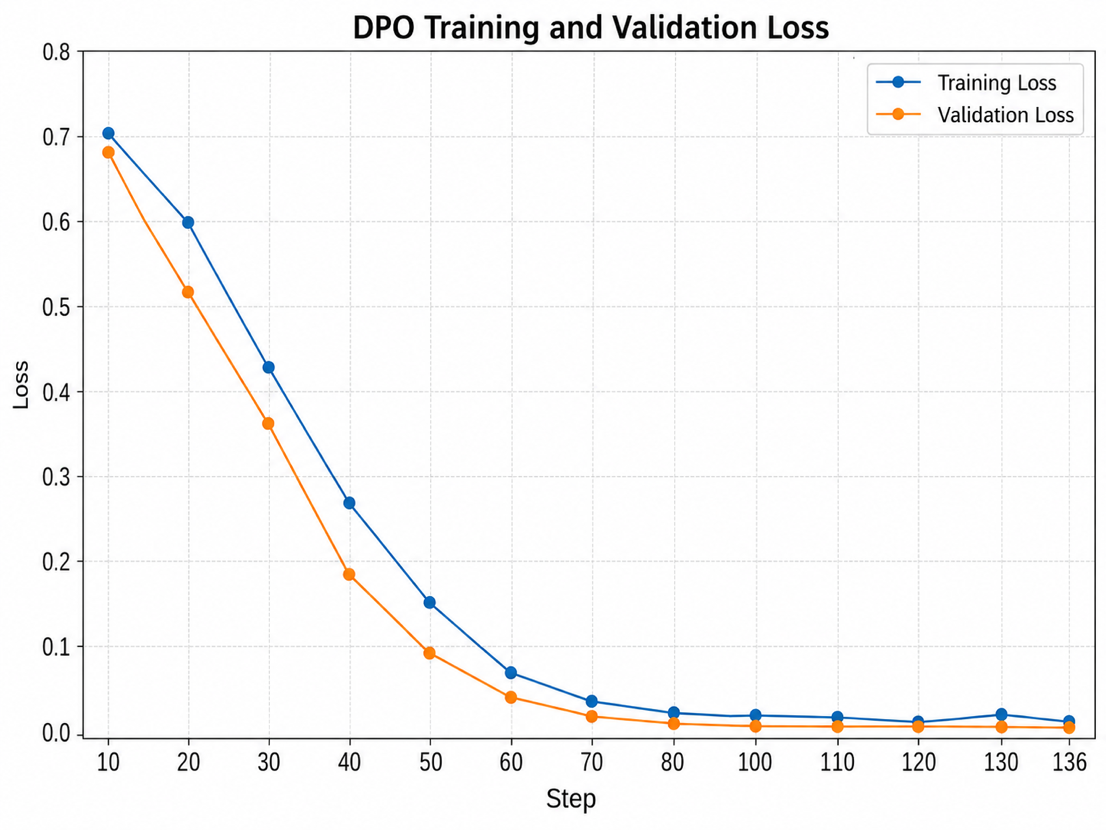 DPO Training and Validation Loss
Training Loss
Validation Loss
0.8
0.7
0.6
0.5
0.4
0.3
0.2
0.1
0.0
Loss
10 20 30 40 50 60 70 80 100 110 120 130 136
Step